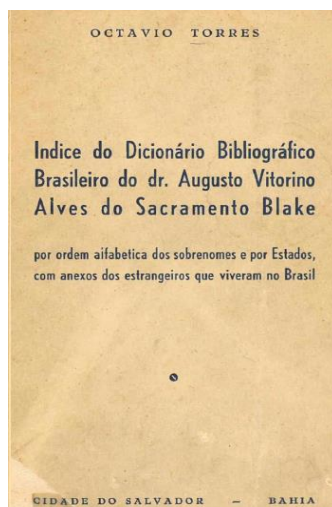 OCTAVIO TORRES
Indice do Dicionário Bibliográfico
Brasileiro do dr. Augusto Vitorino
Alves do Sacramento Blake
por ordem alfabetica dos sobrenomes e por Estados,
com anexos dos estrangeiros que viveram no Brasil
CIDADE DO SALVADOR – BAHIA